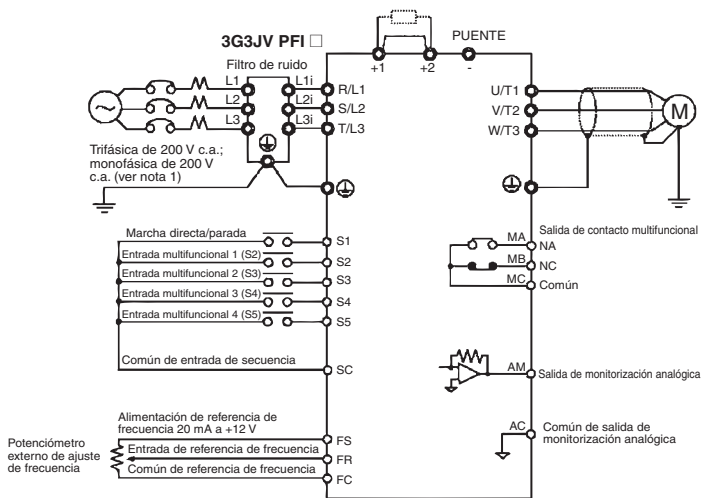 3G3JV PFI □
PUENTE
+1
+2
-
Filtro de ruido
L1
L1i
R/L1
L2
L2i
S/L2
L3
L3i
T/L3
U/T1
V/T2
W/T3
M
Trifásica de 200 V c.a.;
monofásica de 200 V
c.a. (ver nota 1)
Marcha directa/parada
S1
Entrada multifuncional 1 (S2)
S2
Entrada multifuncional 2 (S3)
S3
Entrada multifuncional 3 (S4)
S4
Entrada multifuncional 4 (S5)
S5
Común de entrada de secuencia
SC
Salida de contacto multifuncional
MA
NA
MB
NC
MC
Común
AM
Salida de monitorización analógica
AC
Común de salida de
monitorización analógica
Alimentación de referencia de
frecuencia 20 mA a +12 V
FS
Entrada de referencia de frecuencia
FR
Común de referencia de frecuencia
FC
Potenciómetro
externo de ajuste
de frecuencia